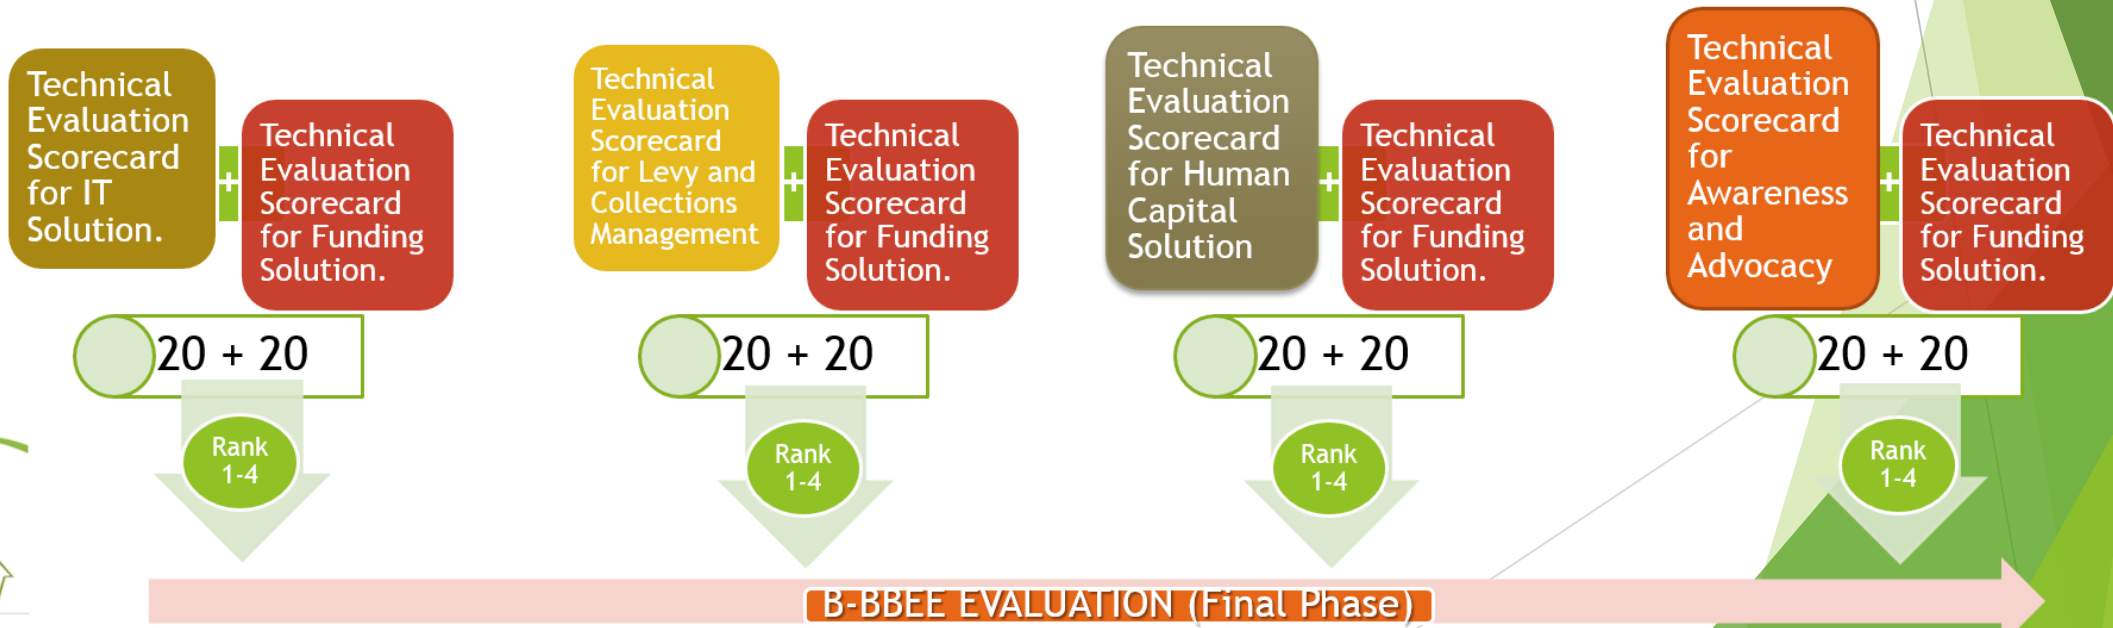 Technical
Evaluation
Scorecard
for IT
Solution.
+
Technical
Evaluation
Scorecard
for Funding
Solution.
20 + 20
Rank
1-4
Technical
Evaluation
Scorecard
for Levy and
Collections
Management
+
Technical
Evaluation
Scorecard
for Funding
Solution.
20 + 20
Rank
1-4
Technical
Evaluation
Scorecard
for Human
Capital
Solution
+
Technical
Evaluation
Scorecard
for Funding
Solution.
20 + 20
Rank
1-4
Technical
Evaluation
Scorecard
for
Awareness
and
Advocacy
+
Technical
Evaluation
Scorecard
for Funding
Solution.
20 + 20
Rank
1-4
B-BBEE EVALUATION (Final Phase)